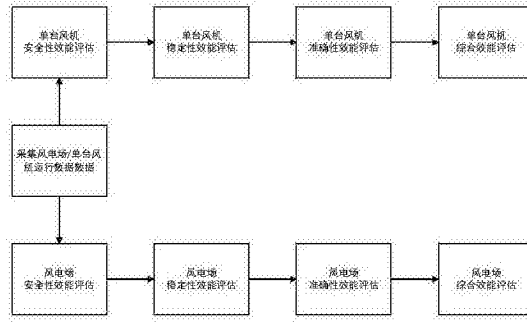 单台风机
安全性效能评估
单台风机
稳定性效能评估
单台风机
准确性效能评估
单台风机
综合效能评估
采集风电场/单台风
机运行数据数据
风电场
安全性效能评估
风电场
稳定性效能评估
风电场
准确性效能评估
风电场
综合效能评估